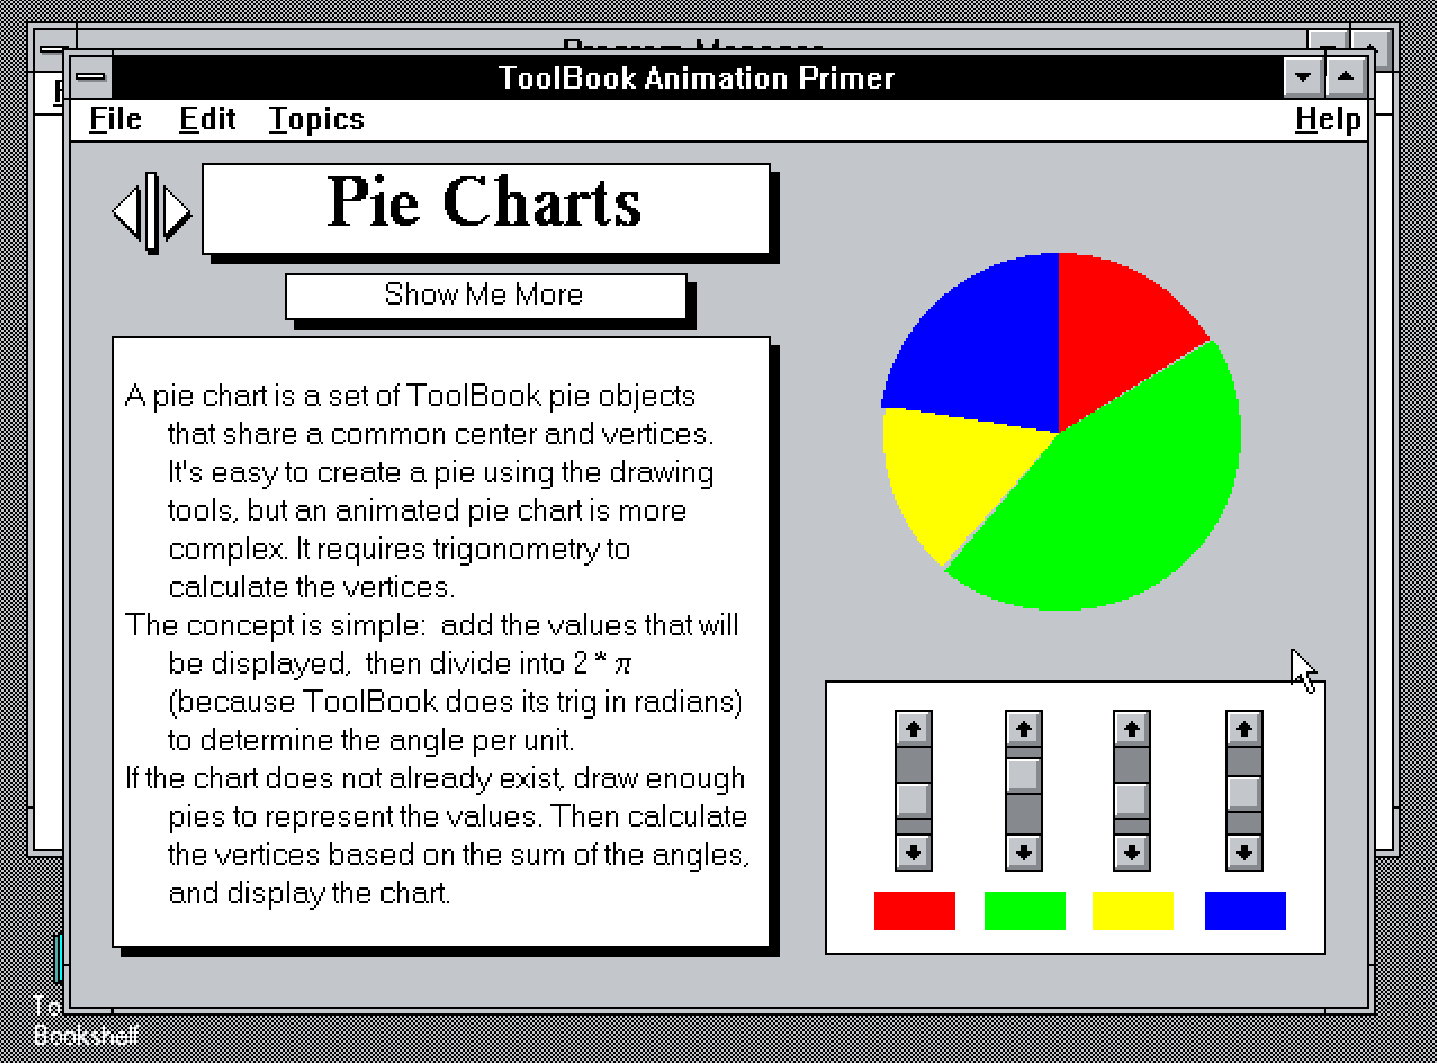 Program Manager
ToolBook Animation Primer
File Edit Topics Help
Pie Charts
Show Me More
A pie chart is a set of ToolBook pie objects
that share a common center and vertices.
It's easy to create a pie using the drawing
tools, but an animated pie chart is more
complex. It requires trigonometry to
calculate the vertices.
The concept is simple:  add the values that will
be displayed,  then divide into 2 * π
(because ToolBook does its trig in radians)
to determine the angle per unit.
If the chart does not already exist, draw enough
pies to represent the values. Then calculate
the vertices based on the sum of the angles,
and display the chart.
Bookshelf